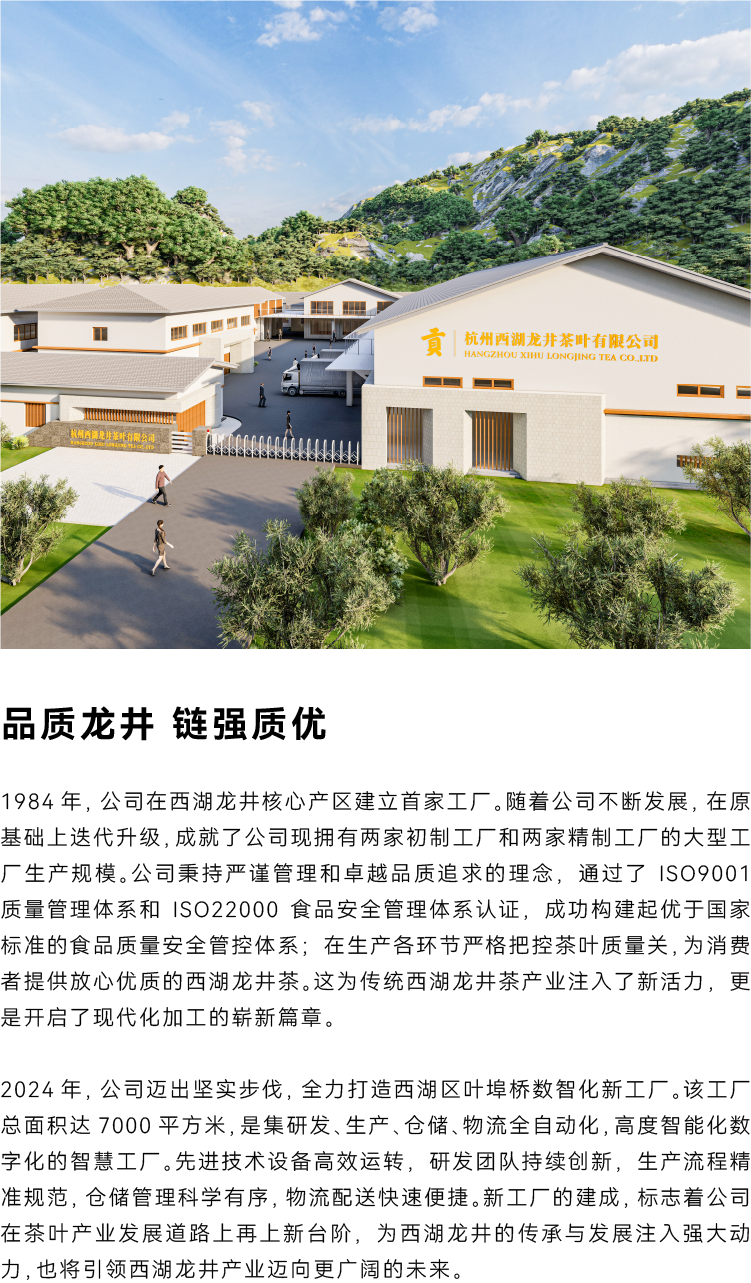 貢 杭州西湖龙井茶叶有限公司
HANGZHOU XIHU LONGJING TEA CO.,LTD
杭州西湖龙井茶叶有限公司
HANGZHOU XIHU LONGJING TEA CO.,LTD
品质龙井 链强质优
1984 年，公司在西湖龙井核心产区建立首家工厂。随着公司不断发展，在原
基础上迭代升级，成就了公司现拥有两家初制工厂和两家精制工厂的大型工
厂生产规模。公司秉持严谨管理和卓越品质追求的理念，通过了 ISO9001
质量管理体系和 ISO22000 食品安全管理体系认证，成功构建起优于国家
标准的食品质量安全管控体系；在生产各环节严格把控茶叶质量关，为消费
者提供放心优质的西湖龙井茶。这为传统西湖龙井茶产业注入了新活力，更
是开启了现代化加工的崭新篇章。
2024 年，公司迈出坚实步伐，全力打造西湖区叶埠桥数智化新工厂。该工厂
总面积达 7000 平方米，是集研发、生产、仓储、物流全自动化，高度智能化数
字化的智慧工厂。先进技术设备高效运转，研发团队持续创新，生产流程精
准规范，仓储管理科学有序，物流配送快速便捷。新工厂的建成，标志着公司
在茶叶产业发展道路上再上新台阶，为西湖龙井的传承与发展注入强大动
力，也将引领西湖龙井产业迈向更广阔的未来。